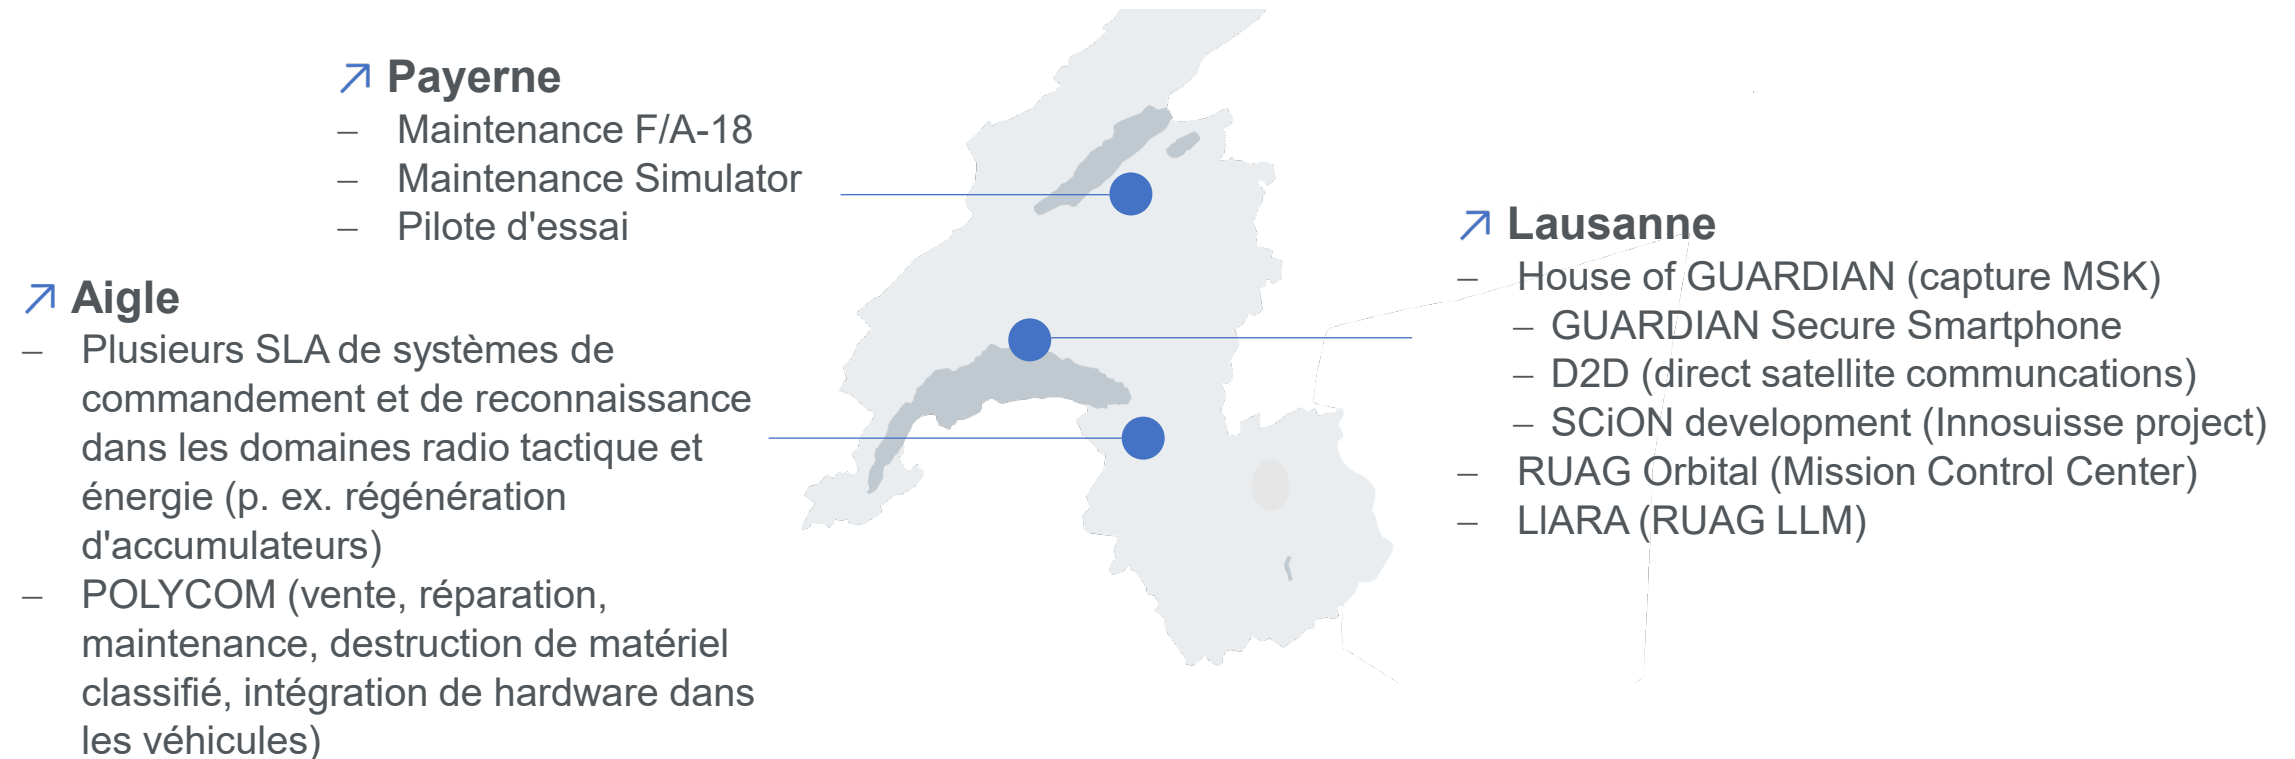 Payerne
– Maintenance F/A-18
– Maintenance Simulator
– Pilote d'essai
Aigle
– Plusieurs SLA de systèmes de
commandement et de reconnaissance
dans les domaines radio tactique et
énergie (p. ex. régénération
d'accumulateurs)
– POLYCOM (vente, réparation,
maintenance, destruction de matériel
classifié, intégration de hardware dans
les véhicules)
Lausanne
– House of GUARDIAN (capture MSK)
– GUARDIAN Secure Smartphone
– D2D (direct satellite communcations)
– SCiON development (Innosuisse project)
– RUAG Orbital (Mission Control Center)
– LIARA (RUAG LLM)